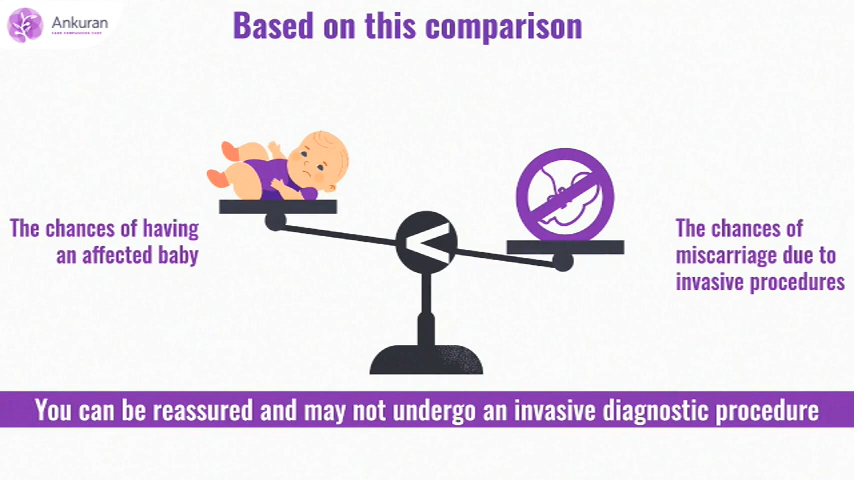 Ankuran
Based on this comparison
The chances of having
an affected baby
<
The chances of
miscarriage due to
invasive procedures
You can be reassured and may not undergo an invasive diagnostic procedure